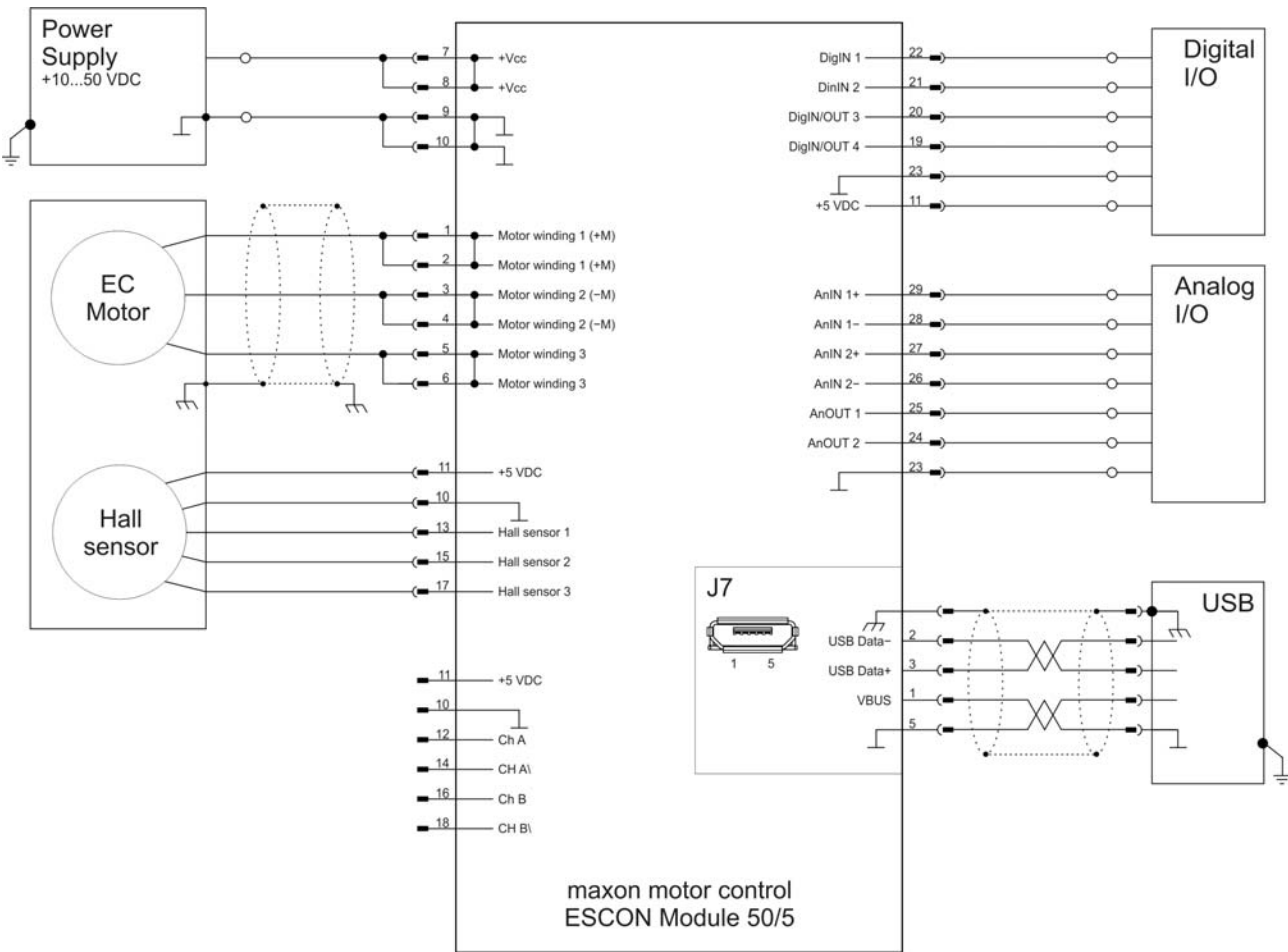 Power
Supply
+10...50 VDC
7 +Vcc
8 +Vcc
9
10
EC
Motor
1 Motor winding 1 (+M)
2 Motor winding 1 (+M)
3 Motor winding 2 (−M)
4 Motor winding 2 (−M)
5 Motor winding 3
6 Motor winding 3
Hall
sensor
11 +5 VDC
10
13 Hall sensor 1
15 Hall sensor 2
17 Hall sensor 3
11 +5 VDC
10
12 Ch A
14 CH A\
16 Ch B
18 CH B\
DigIN 1 22
DinIN 2 21
DigIN/OUT 3 20
DigIN/OUT 4 19
23
+5 VDC 11
Digital
I/O
AnIN 1+ 29
AnIN 1− 28
AnIN 2+ 27
AnIN 2− 26
AnOUT 1 25
AnOUT 2 24
23
Analog
I/O
J7
1 5
USB Data− 2
USB Data+ 3
VBUS 1
5
USB
maxon motor control
ESCON Module 50/5